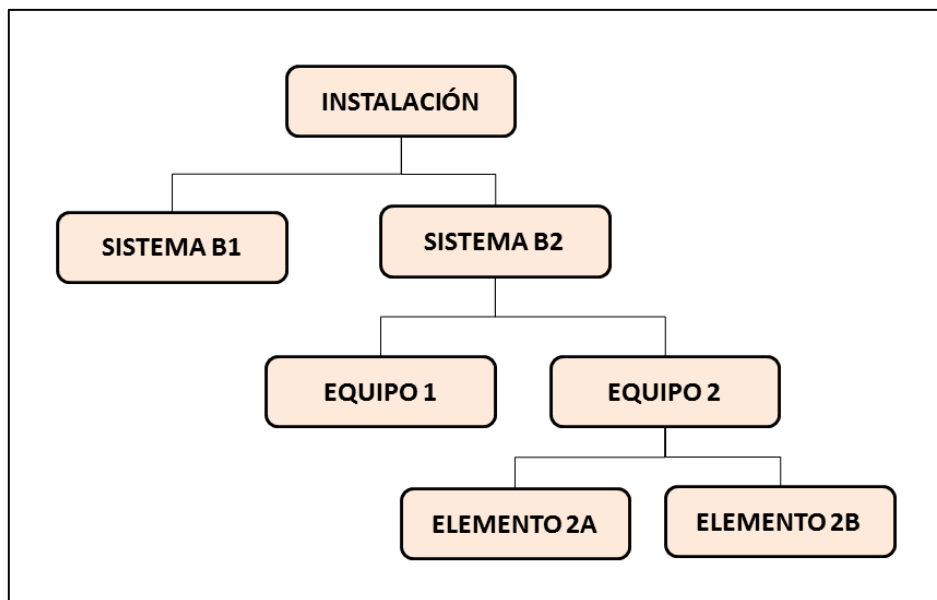 INSTALACIÓN
SISTEMA B1
SISTEMA B2
EQUIPO 1
EQUIPO 2
ELEMENTO 2A
ELEMENTO 2B